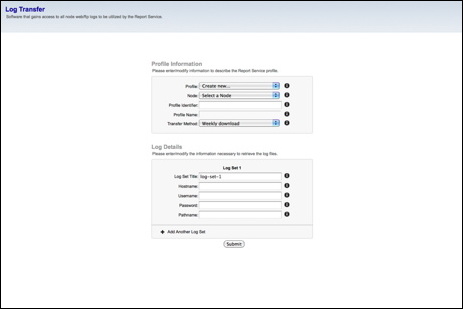 Log Transfer
Software that gains access to all node web/ftp logs to be utilized by the Report Service.
Profile Information
Please enter/modify information to describe the Report Service profile.
Profile: Create new...
Node: Select a Node
Profile Identifier:
Profile Name:
Transfer Method: Weekly download
Log Details
Please enter/modify the information necessary to retrieve the log files.
Log Set 1
Log Set Title: log-set-1
Hostname:
Username:
Password:
Pathname:
Add Another Log Set
Submit